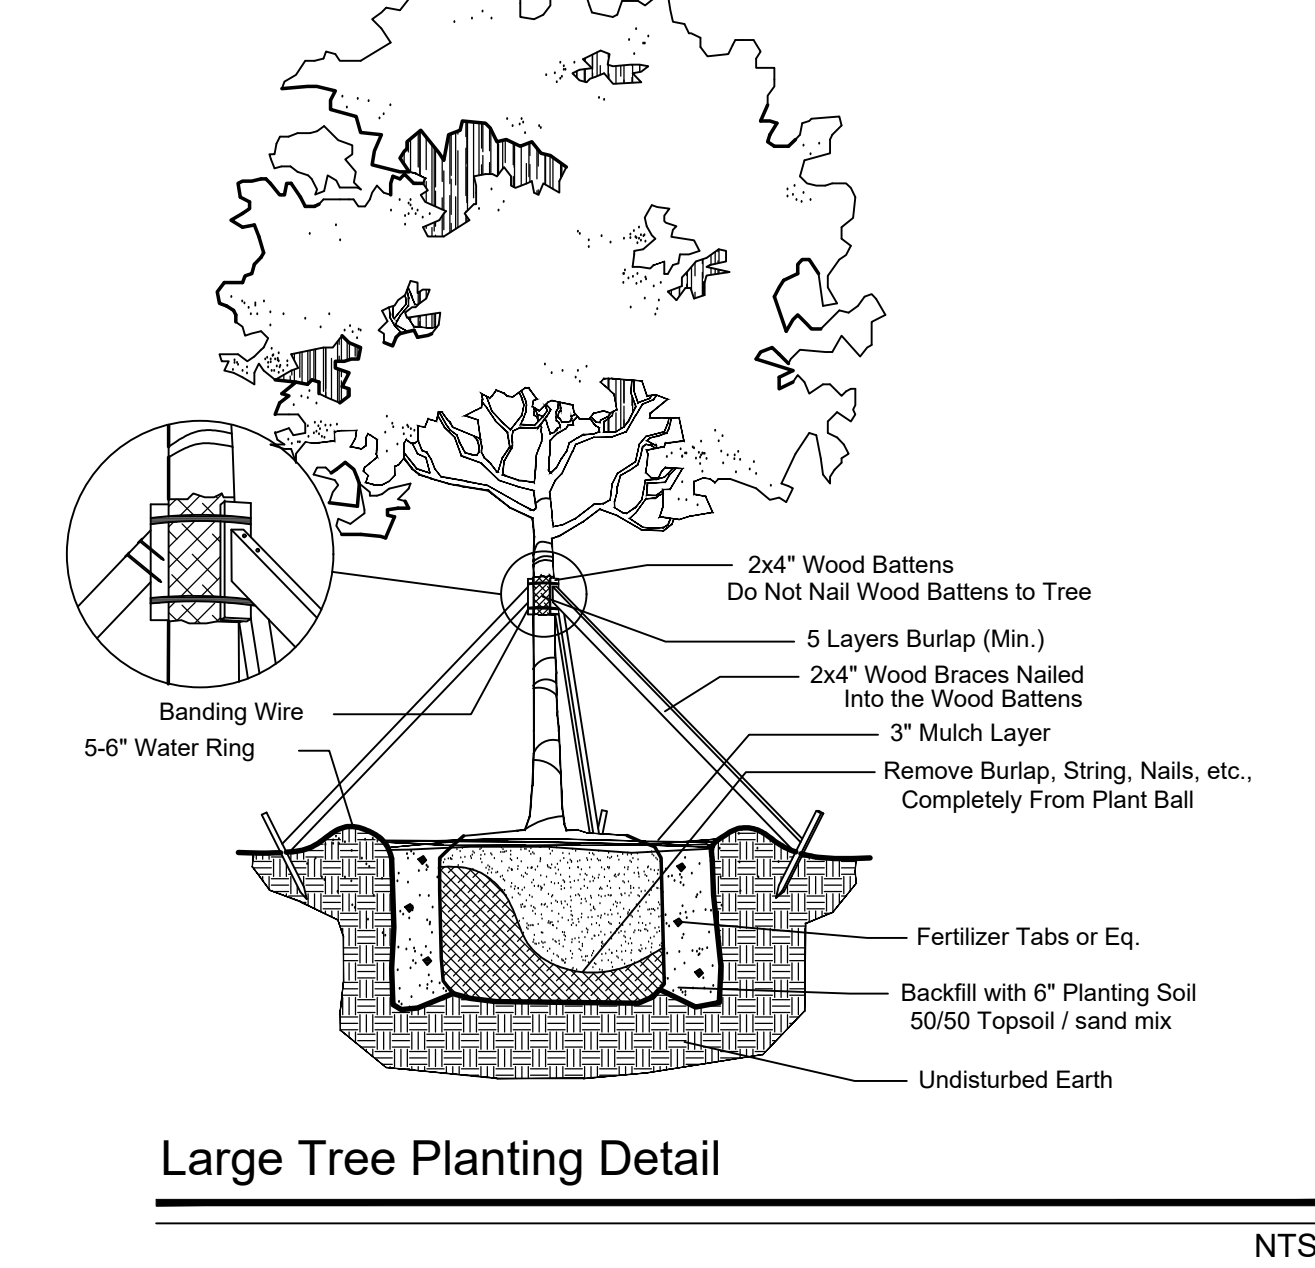 2x4" Wood Battens
Do Not Nail Wood Battens to Tree
5 Layers Burlap (Min.)
2x4" Wood Braces Nailed
Into the Wood Battens
Banding Wire
3" Mulch Layer
5-6" Water Ring
Remove Burlap, String, Nails, etc.,
Completely From Plant Ball
Fertilizer Tabs or Eq.
Backfill with 6" Planting Soil
50/50 Topsoil / sand mix
Undisturbed Earth
Large Tree Planting Detail
NTS